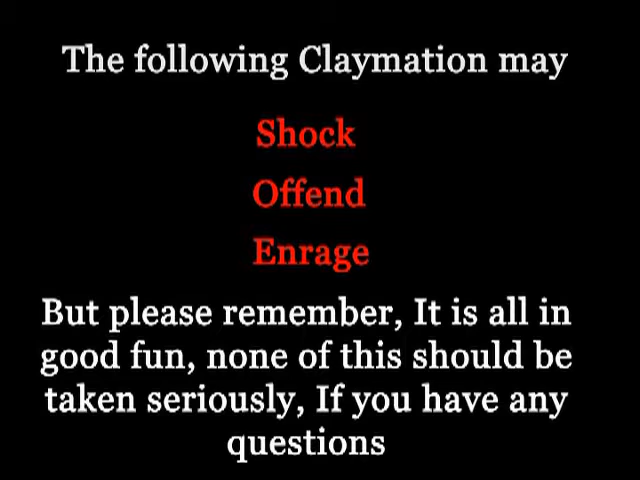 The following Claymation may
Shock
Offend
Enrage
But please remember, It is all in
good fun, none of this should be
taken seriously, If you have any
questions